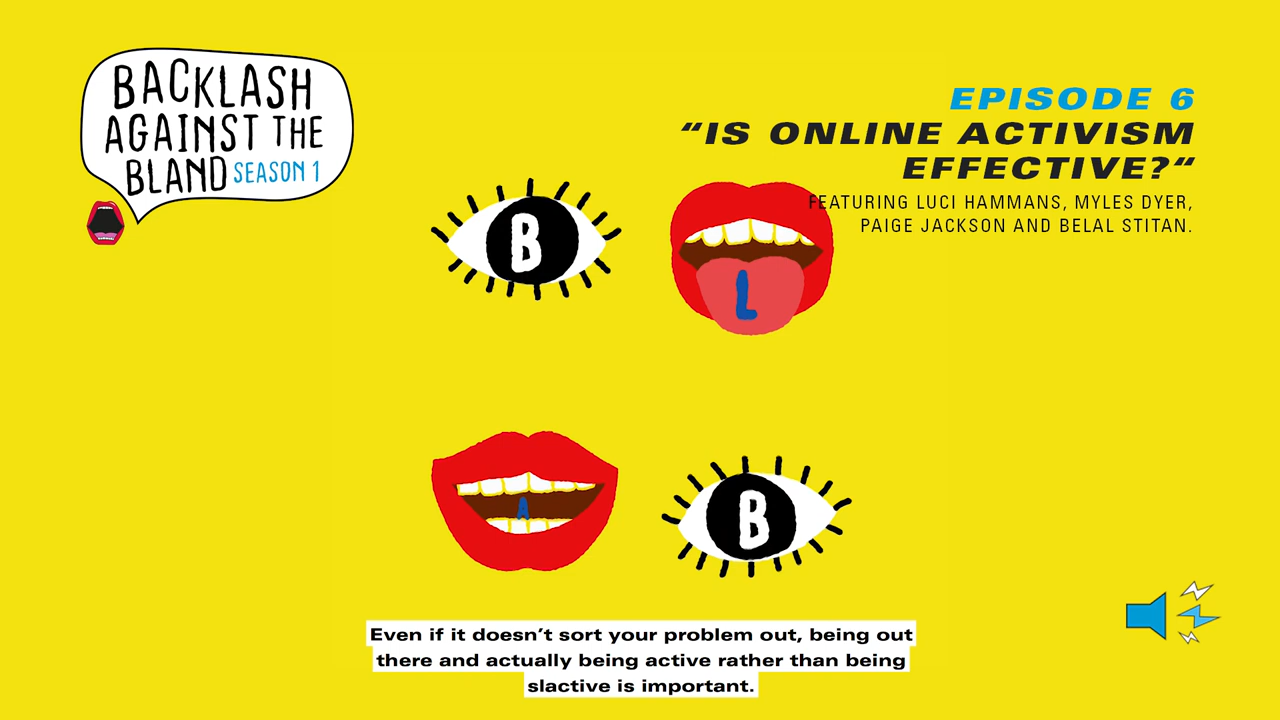 BACKLASH
AGAINST THE
BLAND SEASON 1
EPISODE 6
“IS ONLINE ACTIVISM
EFFECTIVE?“
FEATURING LUCI HAMMANS, MYLES DYER,
PAIGE JACKSON AND BELAL STITAN.
B
L
A
B
Even if it doesn’t sort your problem out, being out
there and actually being active rather than being
slactive is important.